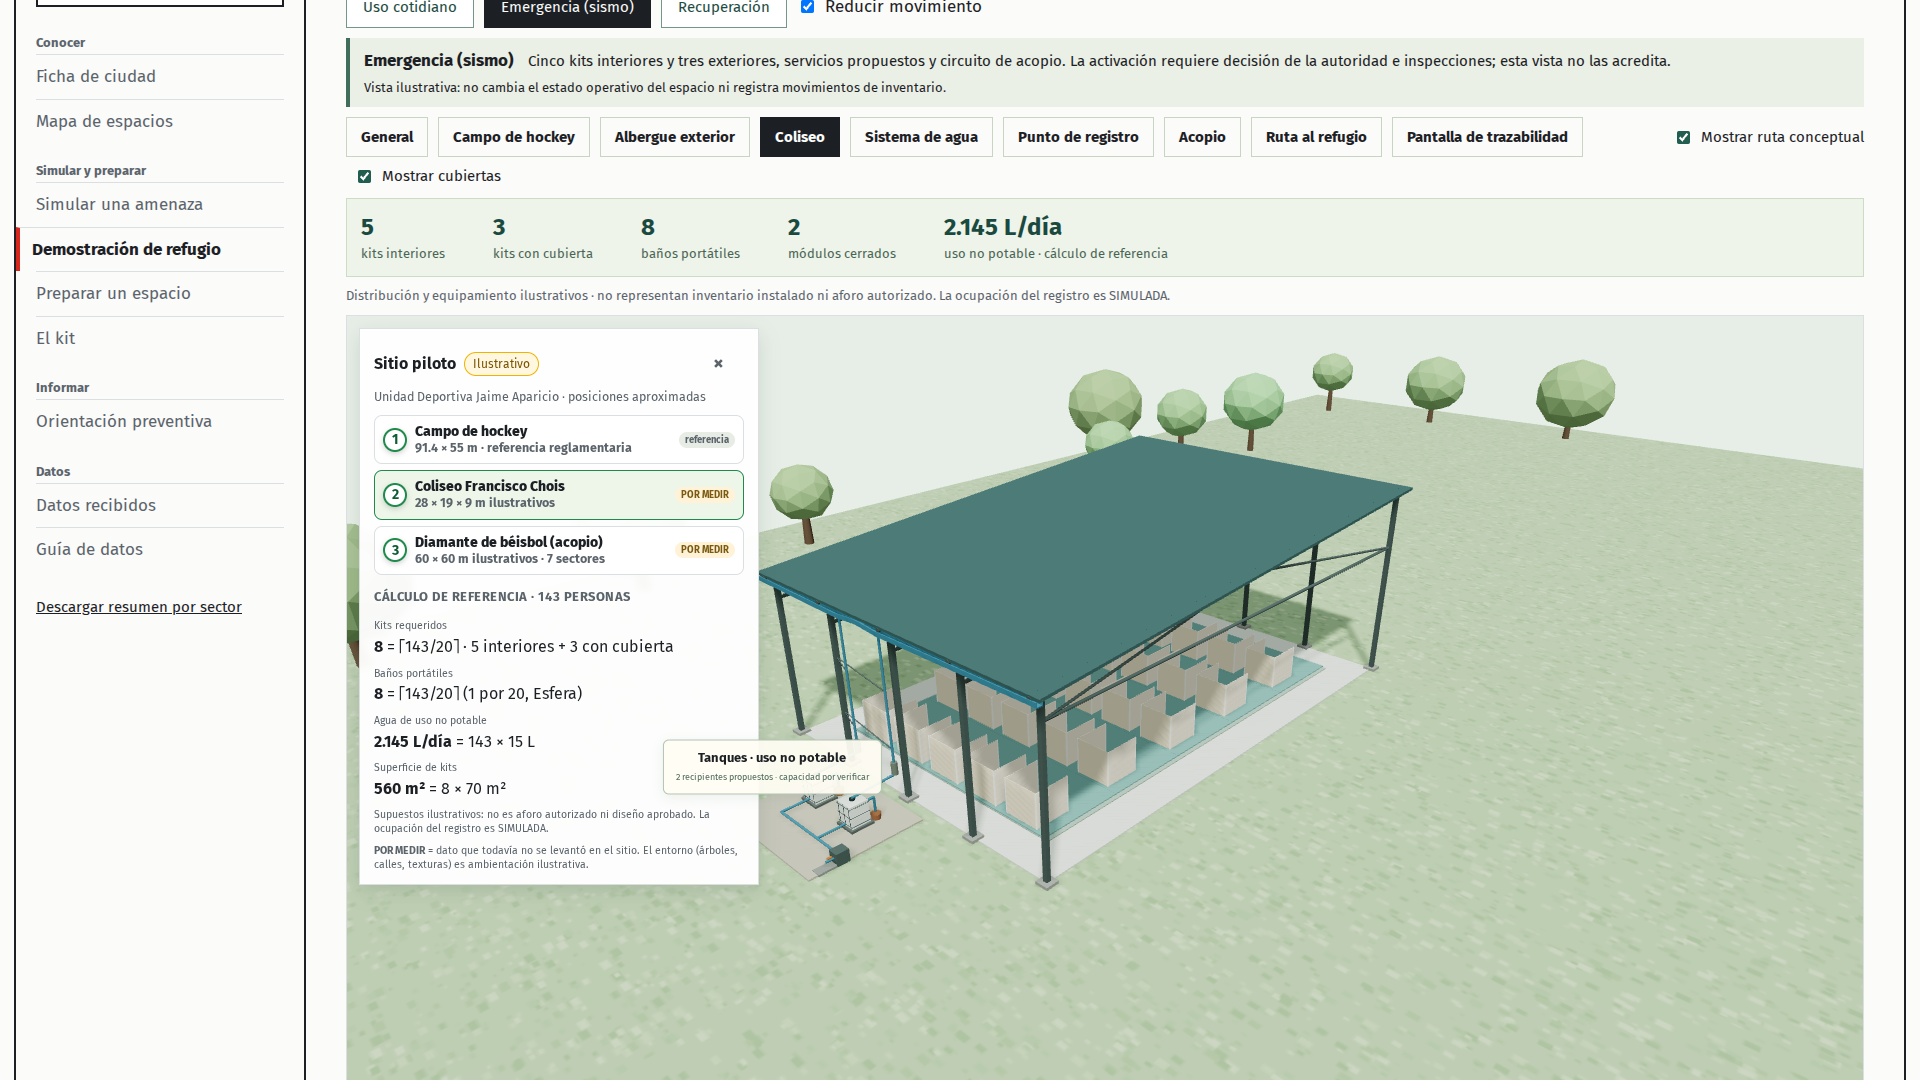 Uso cotidiano
Emergencia (sismo)
Recuperación
Reducir movimiento
Conocer
Ficha de ciudad
Mapa de espacios
Simular y preparar
Simular una amenaza
Demostración de refugio
Preparar un espacio
El kit
Informar
Orientación preventiva
Datos
Datos recibidos
Guía de datos
Descargar resumen por sector
Emergencia (sismo) Cinco kits interiores y tres exteriores, servicios propuestos y circuito de acopio. La activación requiere decisión de la autoridad e inspecciones; esta vista no las acredita.
Vista ilustrativa: no cambia el estado operativo del espacio ni registra movimientos de inventario.
General
Campo de hockey
Albergue exterior
Coliseo
Sistema de agua
Punto de registro
Acopio
Ruta al refugio
Pantalla de trazabilidad
Mostrar ruta conceptual
Mostrar cubiertas
5
kits interiores
3
kits con cubierta
8
baños portátiles
2
módulos cerrados
2.145 L/día
uso no potable · cálculo de referencia
Distribución y equipamiento ilustrativos · no representan inventario instalado ni aforo autorizado. La ocupación del registro es SIMULADA.
Sitio piloto Ilustrativo ×
Unidad Deportiva Jaime Aparicio · posiciones aproximadas
1 Campo de hockey
91.4 × 55 m · referencia reglamentaria
referencia
2 Coliseo Francisco Chois
28 × 19 × 9 m ilustrativos
POR MEDIR
3 Diamante de béisbol (acopio)
60 × 60 m ilustrativos · 7 sectores
POR MEDIR
CÁLCULO DE REFERENCIA · 143 PERSONAS
Kits requeridos
8 = ⌈143/20⌉ · 5 interiores + 3 con cubierta
Baños portátiles
8 = ⌈143/20⌉ (1 por 20, Esfera)
Agua de uso no potable
2.145 L/día = 143 × 15 L
Superficie de kits
560 m² = 8 × 70 m²
Supuestos ilustrativos: no es aforo autorizado ni diseño aprobado. La
ocupación del registro es SIMULADA.
POR MEDIR = dato que todavía no se levantó en el sitio. El entorno (árboles,
calles, texturas) es ambientación ilustrativa.
Tanques · uso no potable
2 recipientes propuestos · capacidad por verificar